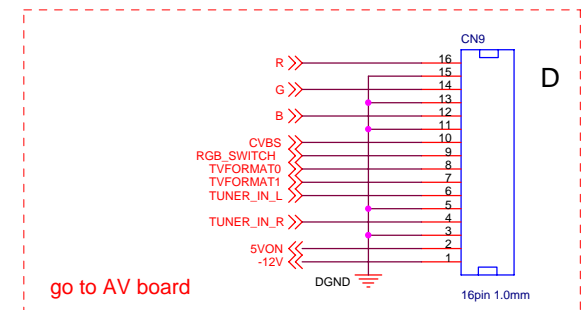 CN9
D
R 16
15
G 14
13
B 12
11
CVBS 10
RGB_SWITCH 9
TVFORMAT0 8
TVFORMAT1 7
TUNER_IN_L 6
5
TUNER_IN_R 4
3
5VON 2
-12V 1
DGND
go to AV board
16pin 1.0mm